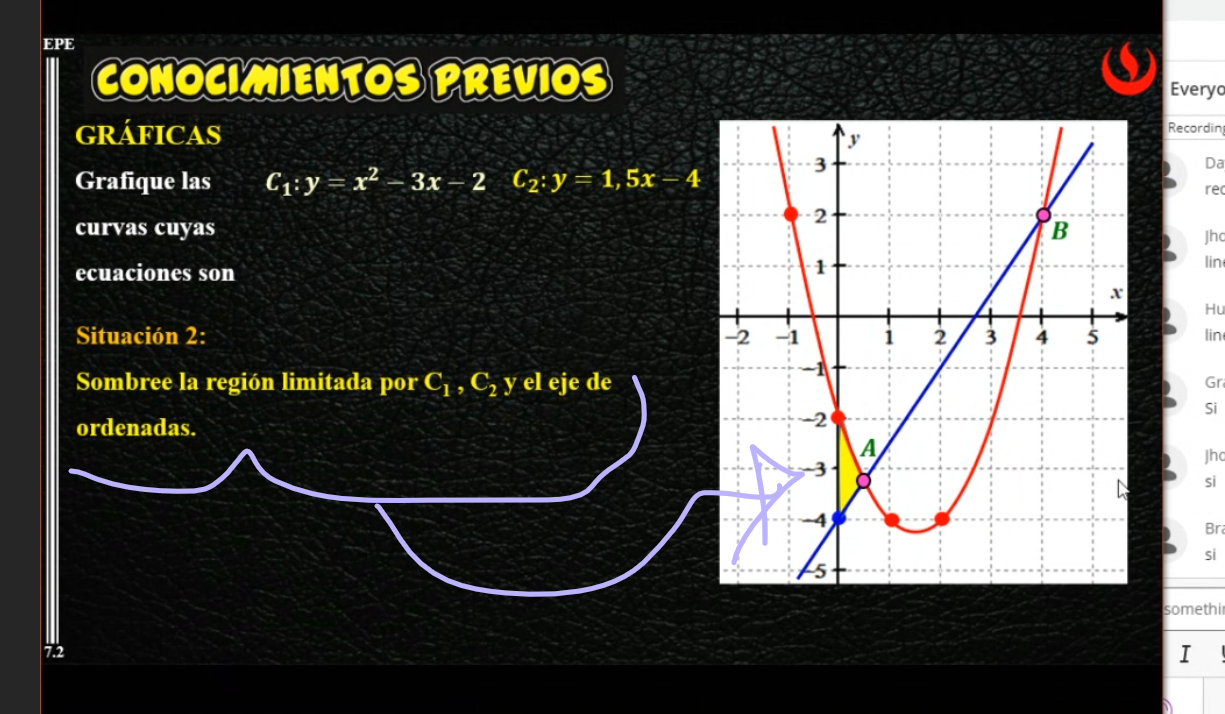 EPE
CONOCIMIENTOS PREVIOS
GRÁFICAS
Grafique las
curvas cuyas
ecuaciones son
C₁: y = x² − 3x − 2 C₂: y = 1,5x − 4
Situación 2:
Sombree la región limitada por C₁ , C₂ y el eje de
ordenadas.
7.2
y
3
2
B
1
x
−2 −1 1 2 3 4 5
−1
−2
A
−3
−4
−5
Recording
Si
si
si
I